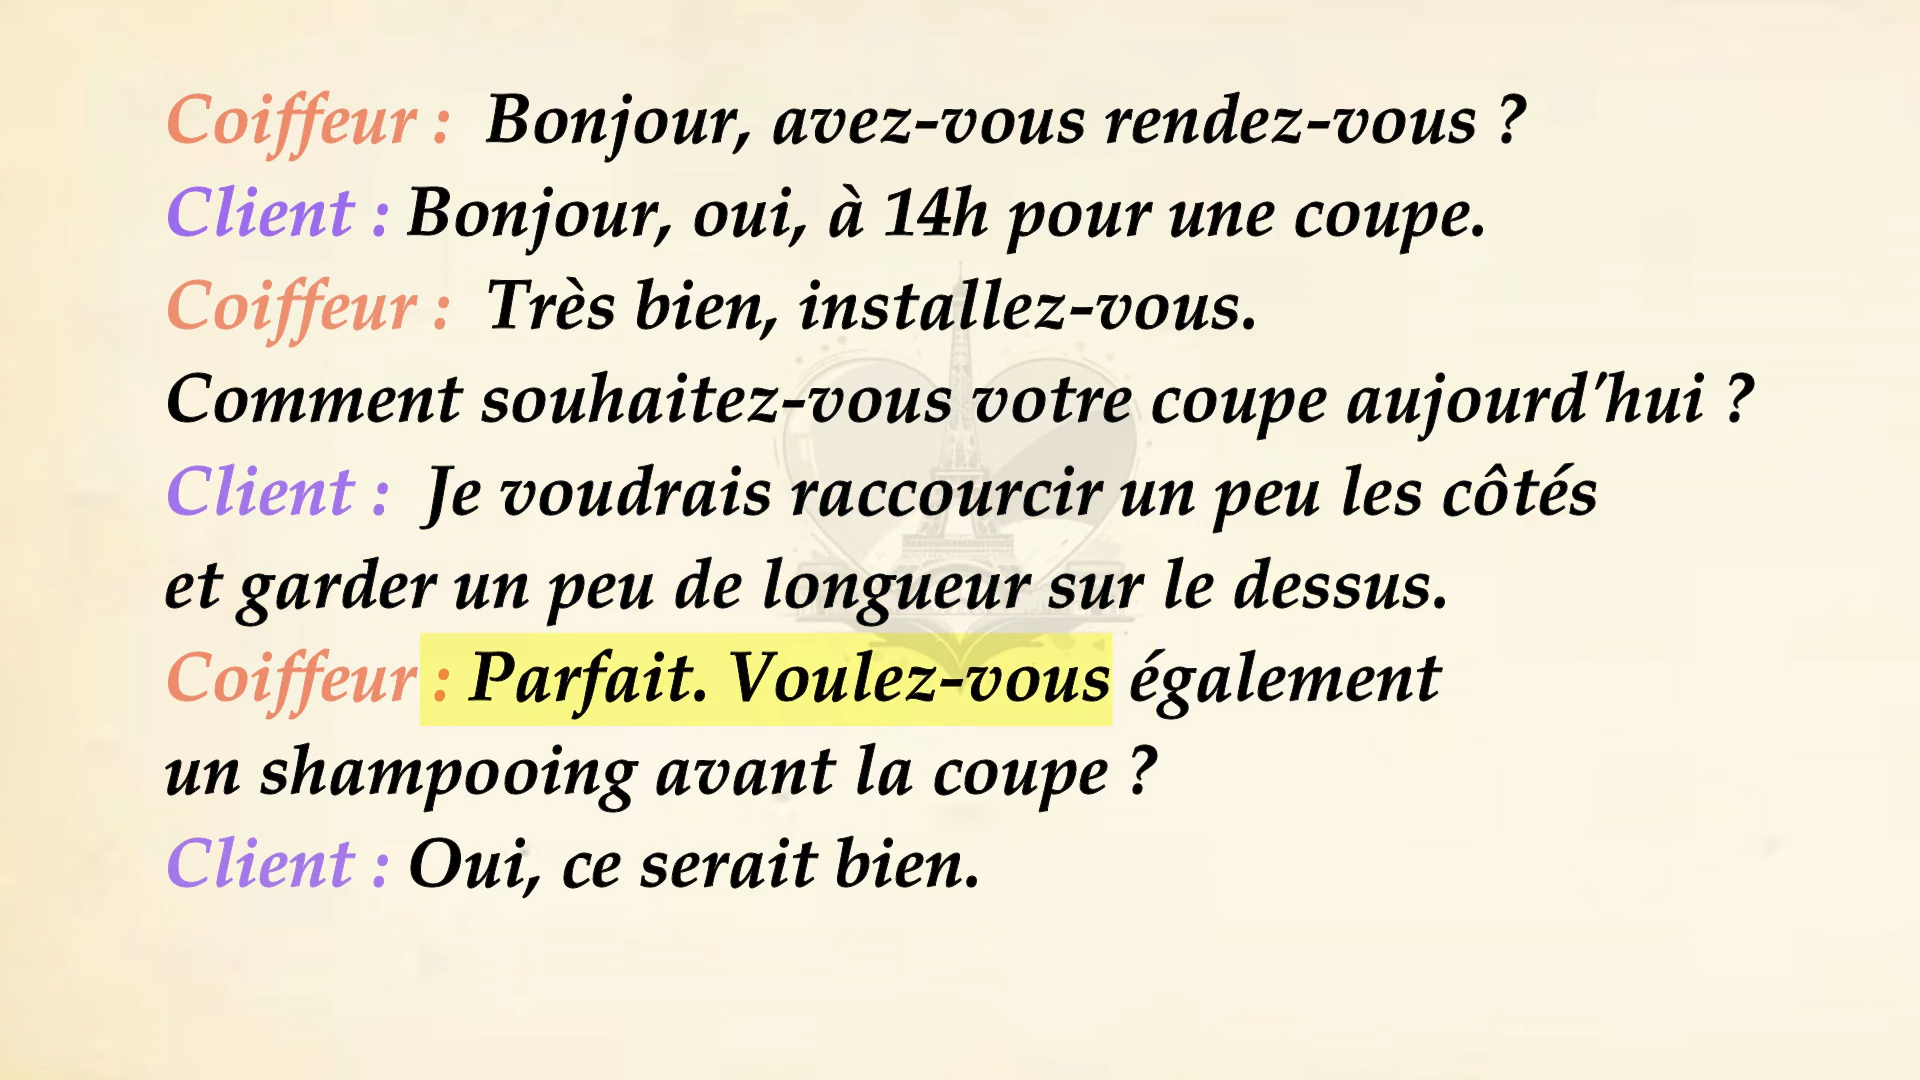 Coiffeur : Bonjour, avez-vous rendez-vous ?
Client : Bonjour, oui, à 14h pour une coupe.
Coiffeur : Très bien, installez-vous.
Comment souhaitez-vous votre coupe aujourd'hui ?
Client : Je voudrais raccourcir un peu les côtés
et garder un peu de longueur sur le dessus.
Coiffeur : Parfait. Voulez-vous également
un shampooing avant la coupe ?
Client : Oui, ce serait bien.